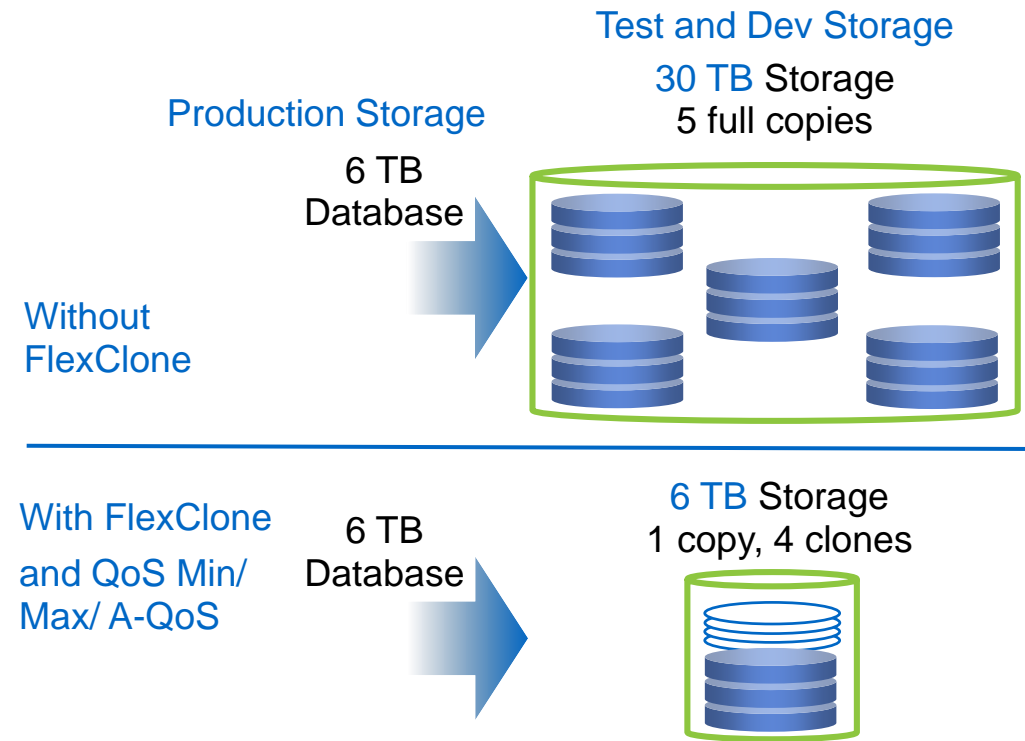 Test and Dev Storage
30 TB Storage
5 full copies
Production Storage
6 TB
Database
Without
FlexClone
6 TB Storage
1 copy, 4 clones
With FlexClone
and QoS Min/
Max/ A-QoS
6 TB
Database